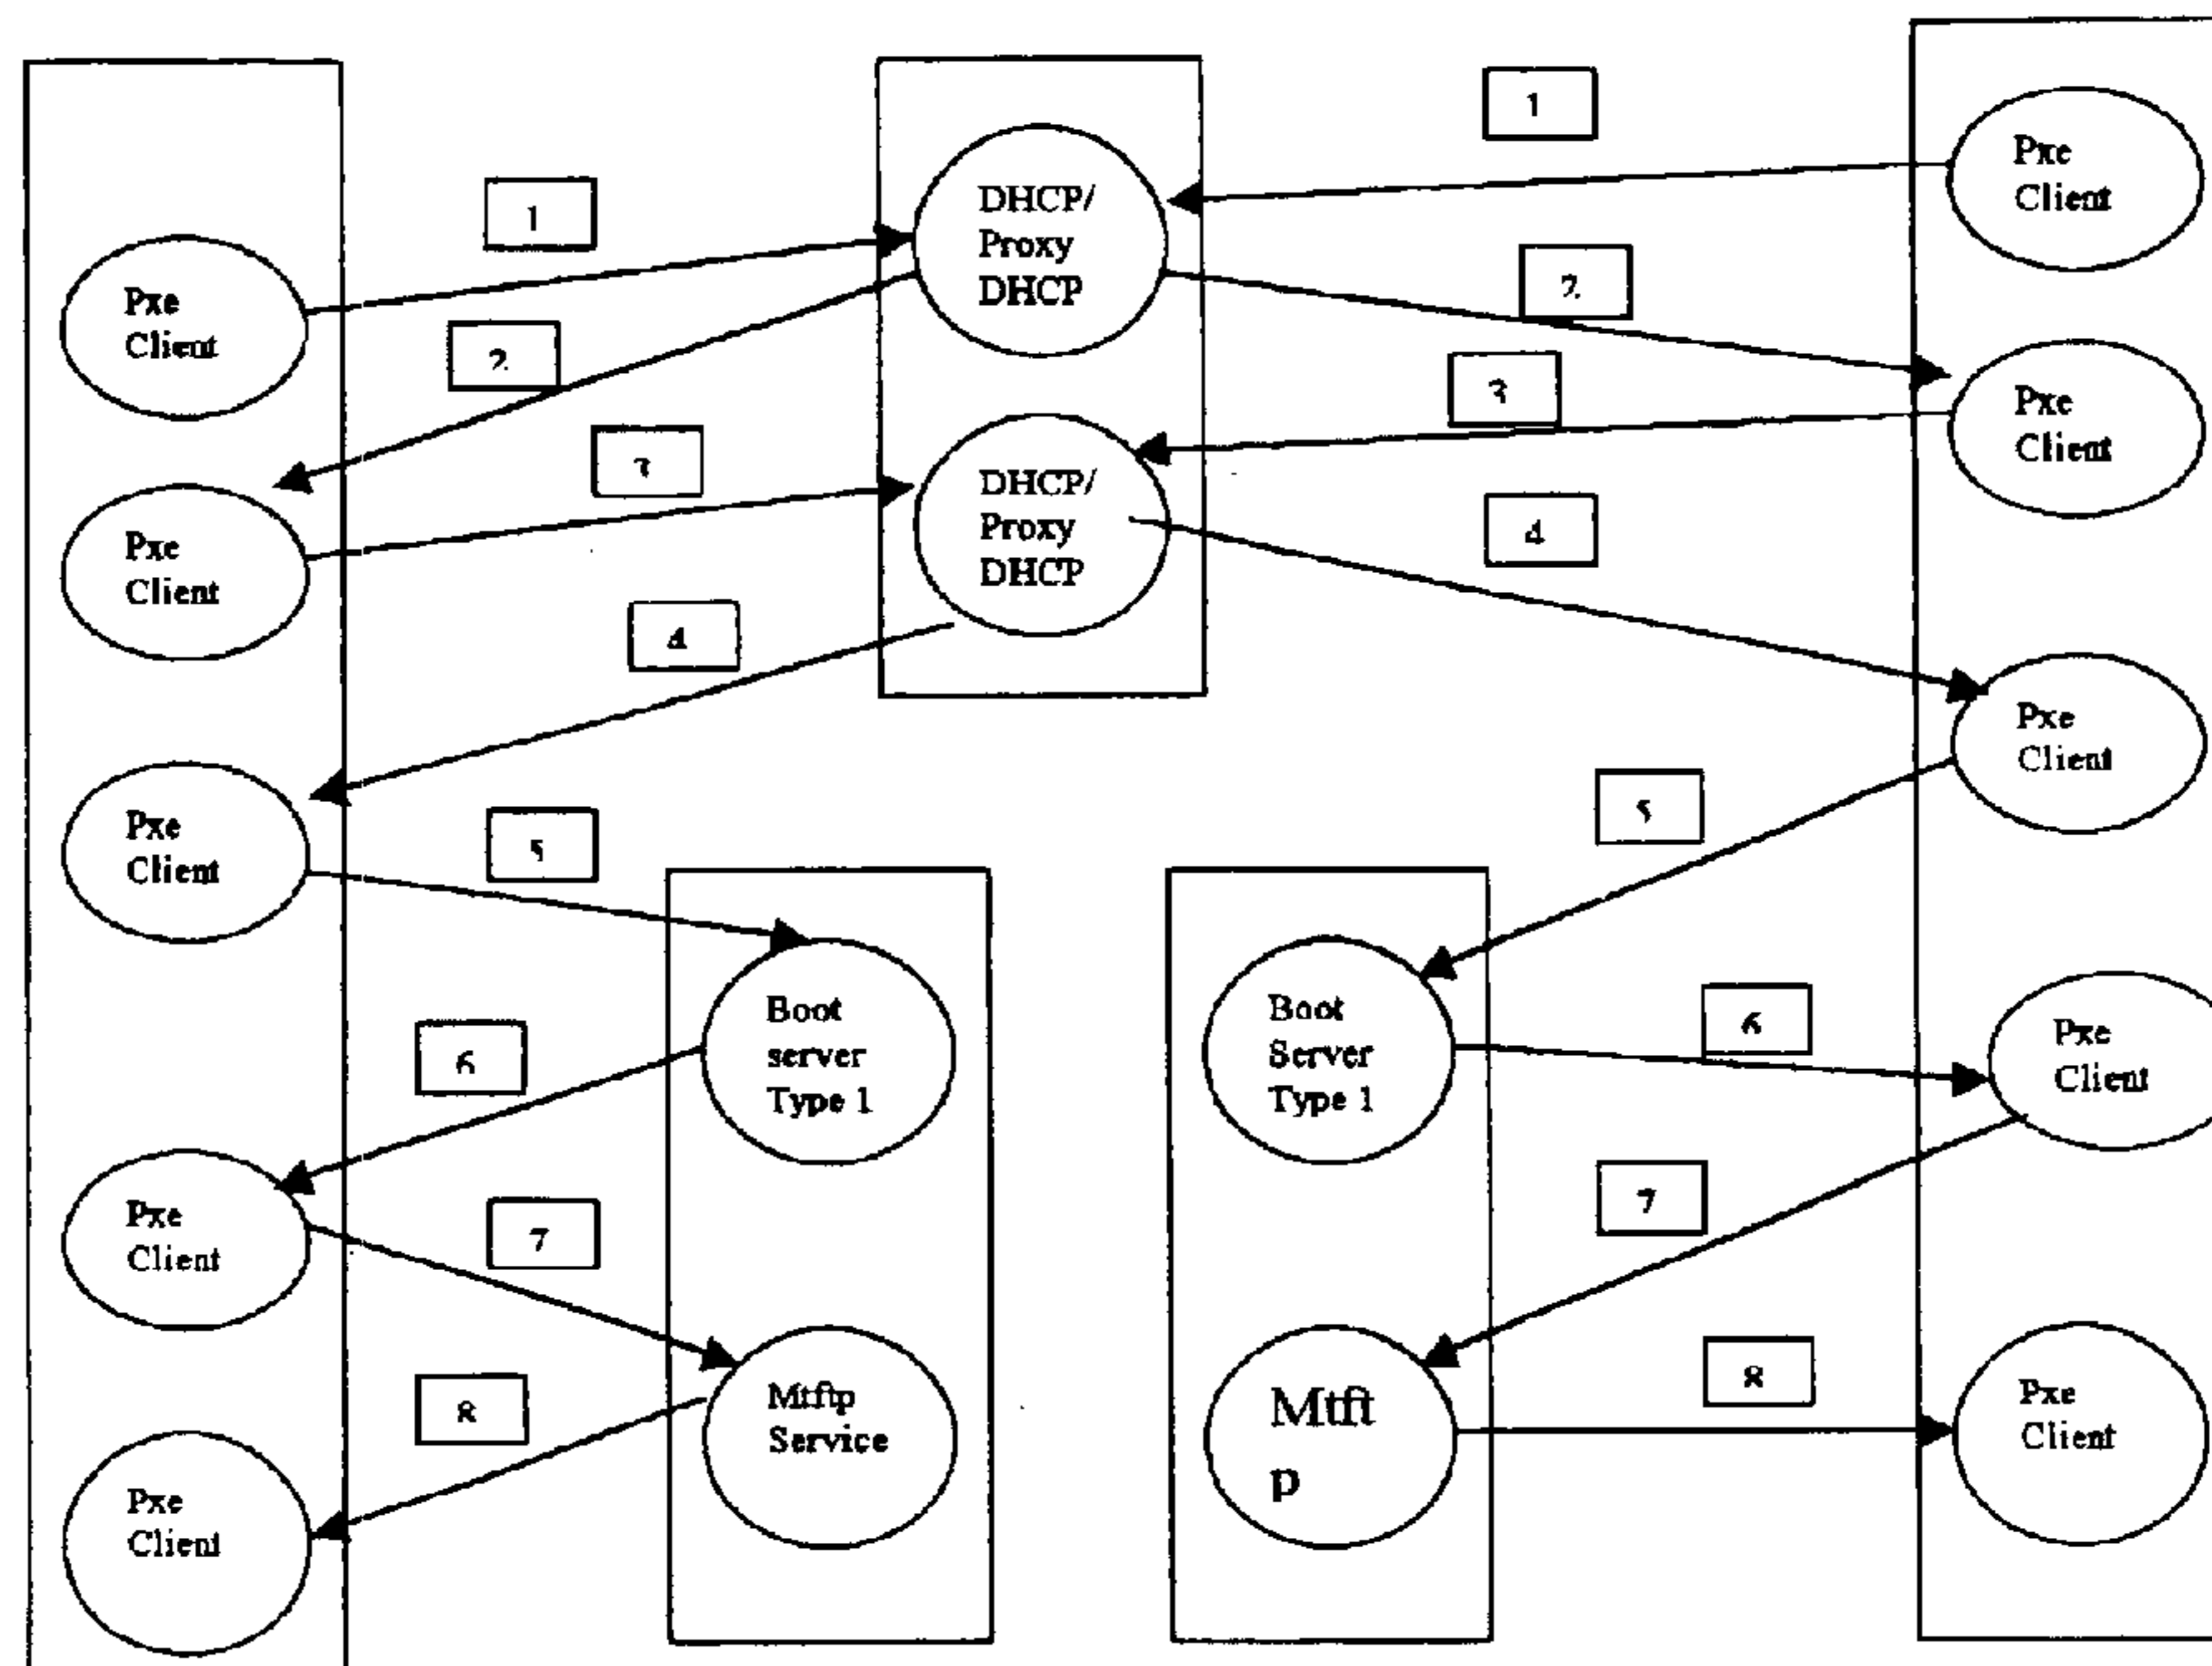 1
Pxe
Client
DHCP/
Proxy
DHCP
1
Pxe
Client
2
2
3
Pxe
Client
3
DHCP/
Proxy
DHCP
4
Pxe
Client
4
Pxe
Client
5
5
Pxe
Client
6
Boot
server
Type 1
Boot
Server
Type 1
6
Pxe
Client
7
7
Pxe
Client
8
Mtftp
Service
Mtft
p
8
Pxe
Client
Pxe
Client